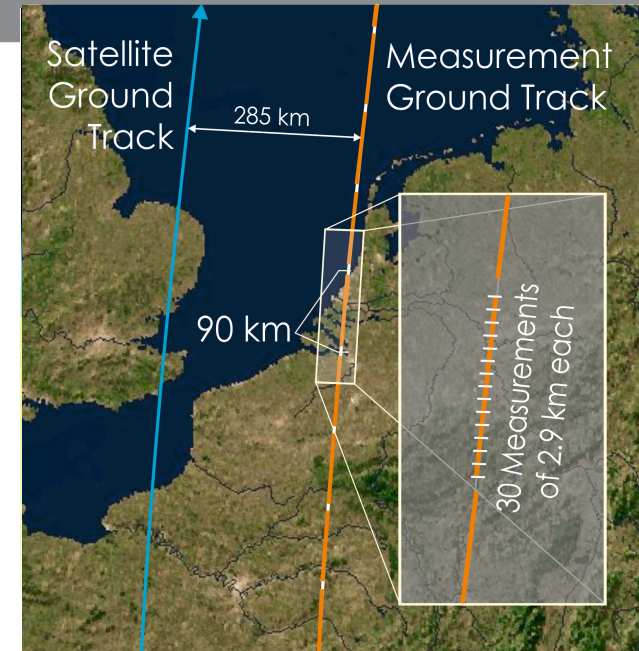 Satellite
Ground
Track
Measurement
Ground Track
285 km
90 km
30 Measurements
of 2.9 km each